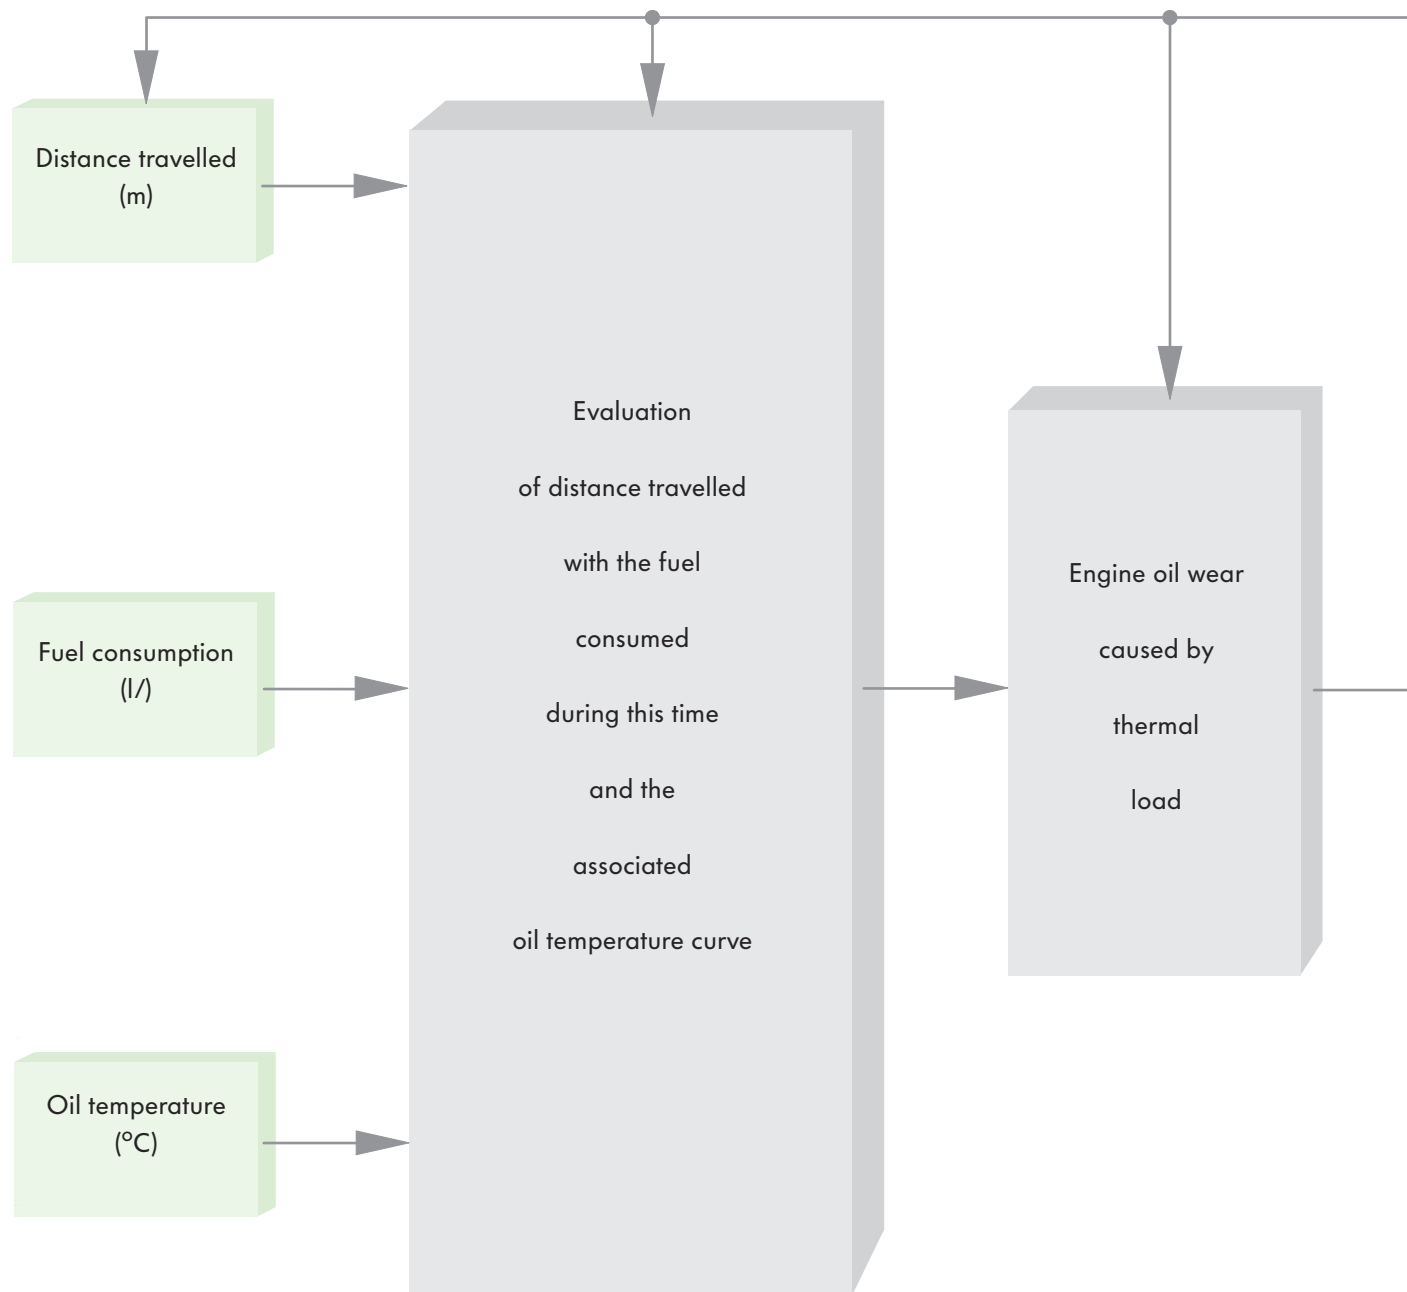 Distance travelled
(m)
Evaluation
of distance travelled
with the fuel
consumed
during this time
and the
associated
oil temperature curve
Fuel consumption
(l/)
Oil temperature
(°C)
Engine oil wear
caused by
thermal
load